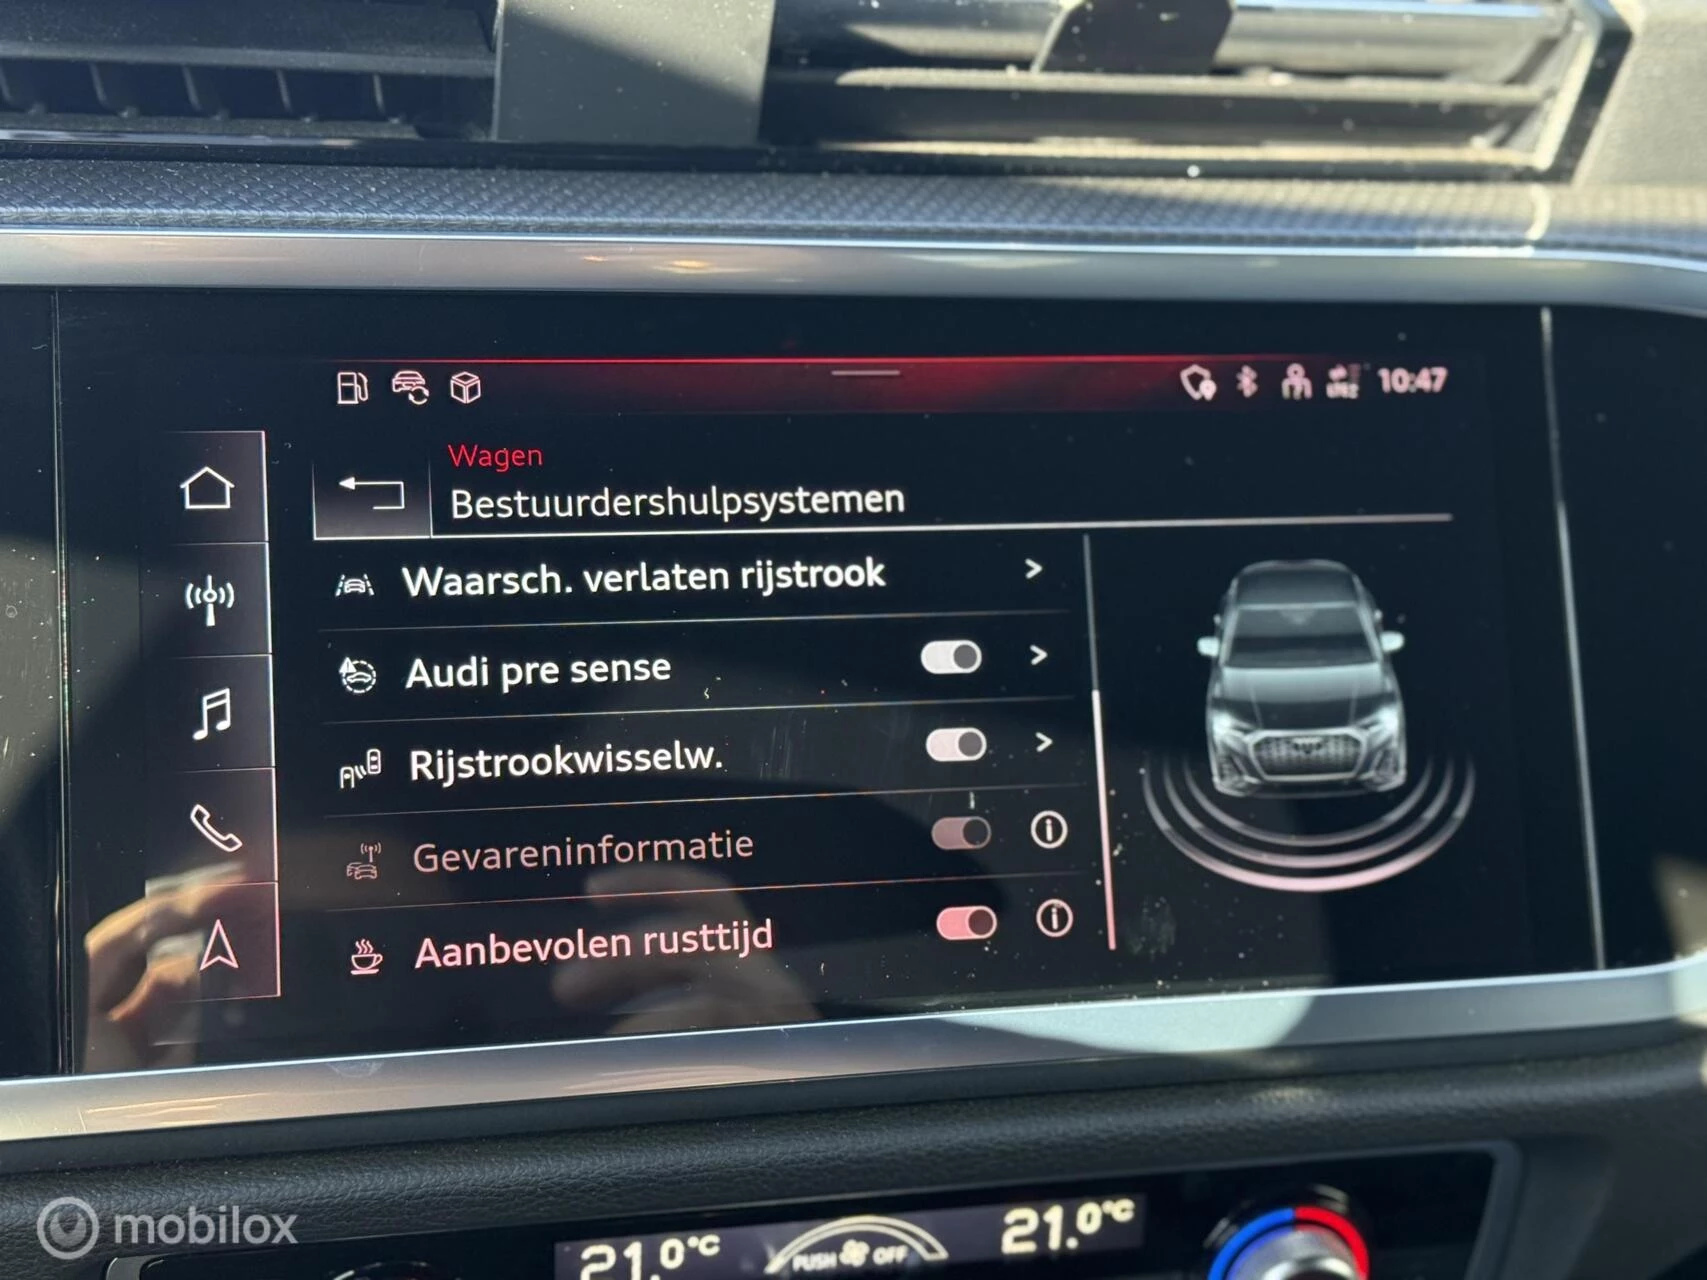 10:47
Wagen
Bestuurdershulpsystemen
Waarsch. verlaten rijstrook
Audi pre sense
Rijstrookwisselw.
Gevareninformatie
Aanbevolen rusttijd
21.0°C
PUSH OFF
21.0°C
mobilox